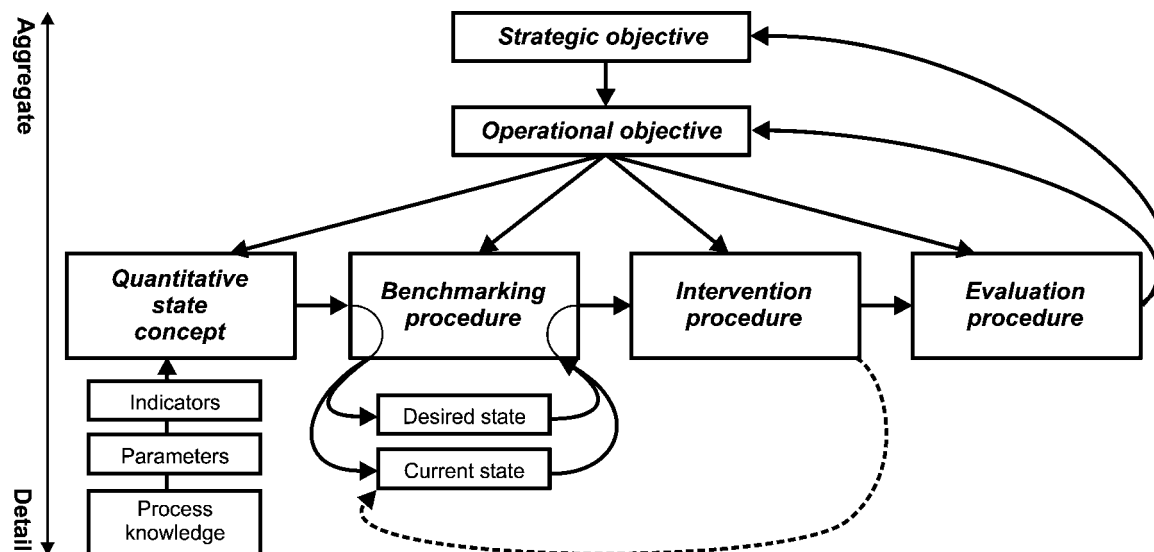 Aggregate
Strategic objective
Operational objective
Quantitative
state
concept
Benchmarking
procedure
Intervention
procedure
Evaluation
procedure
Indicators
Parameters
Process
knowledge
Desired state
Current state
Detail